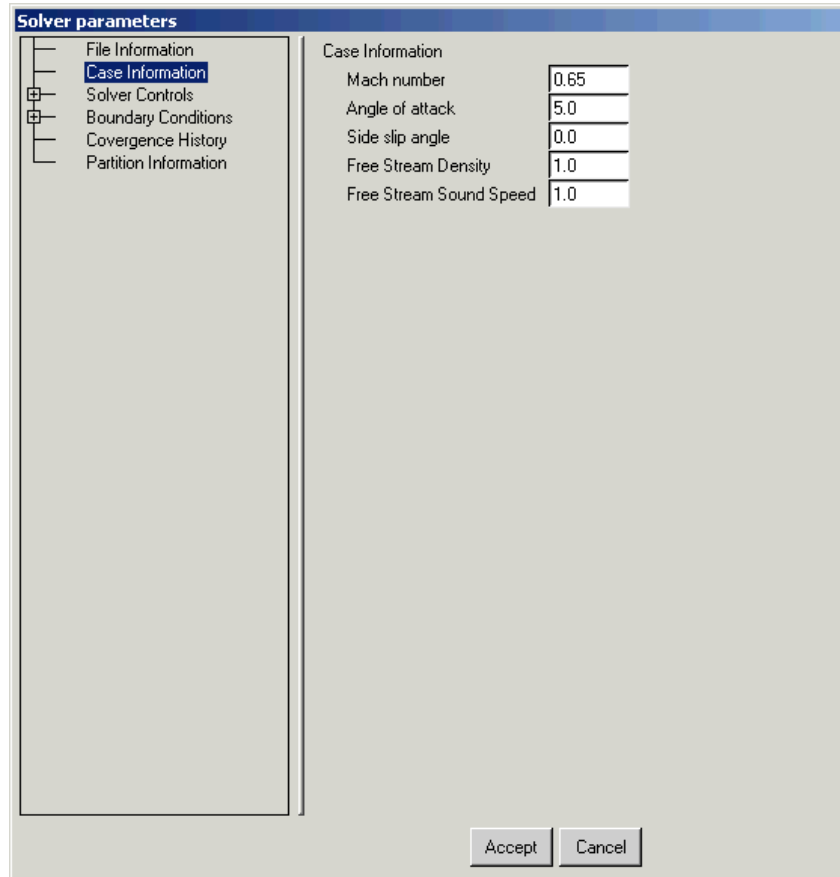 Solver parameters
File Information
Case Information
Solver Controls
Boundary Conditions
Covergence History
Partition Information
Case Information
Mach number 0.65
Angle of attack 5.0
Side slip angle 0.0
Free Stream Density 1.0
Free Stream Sound Speed 1.0
Accept Cancel